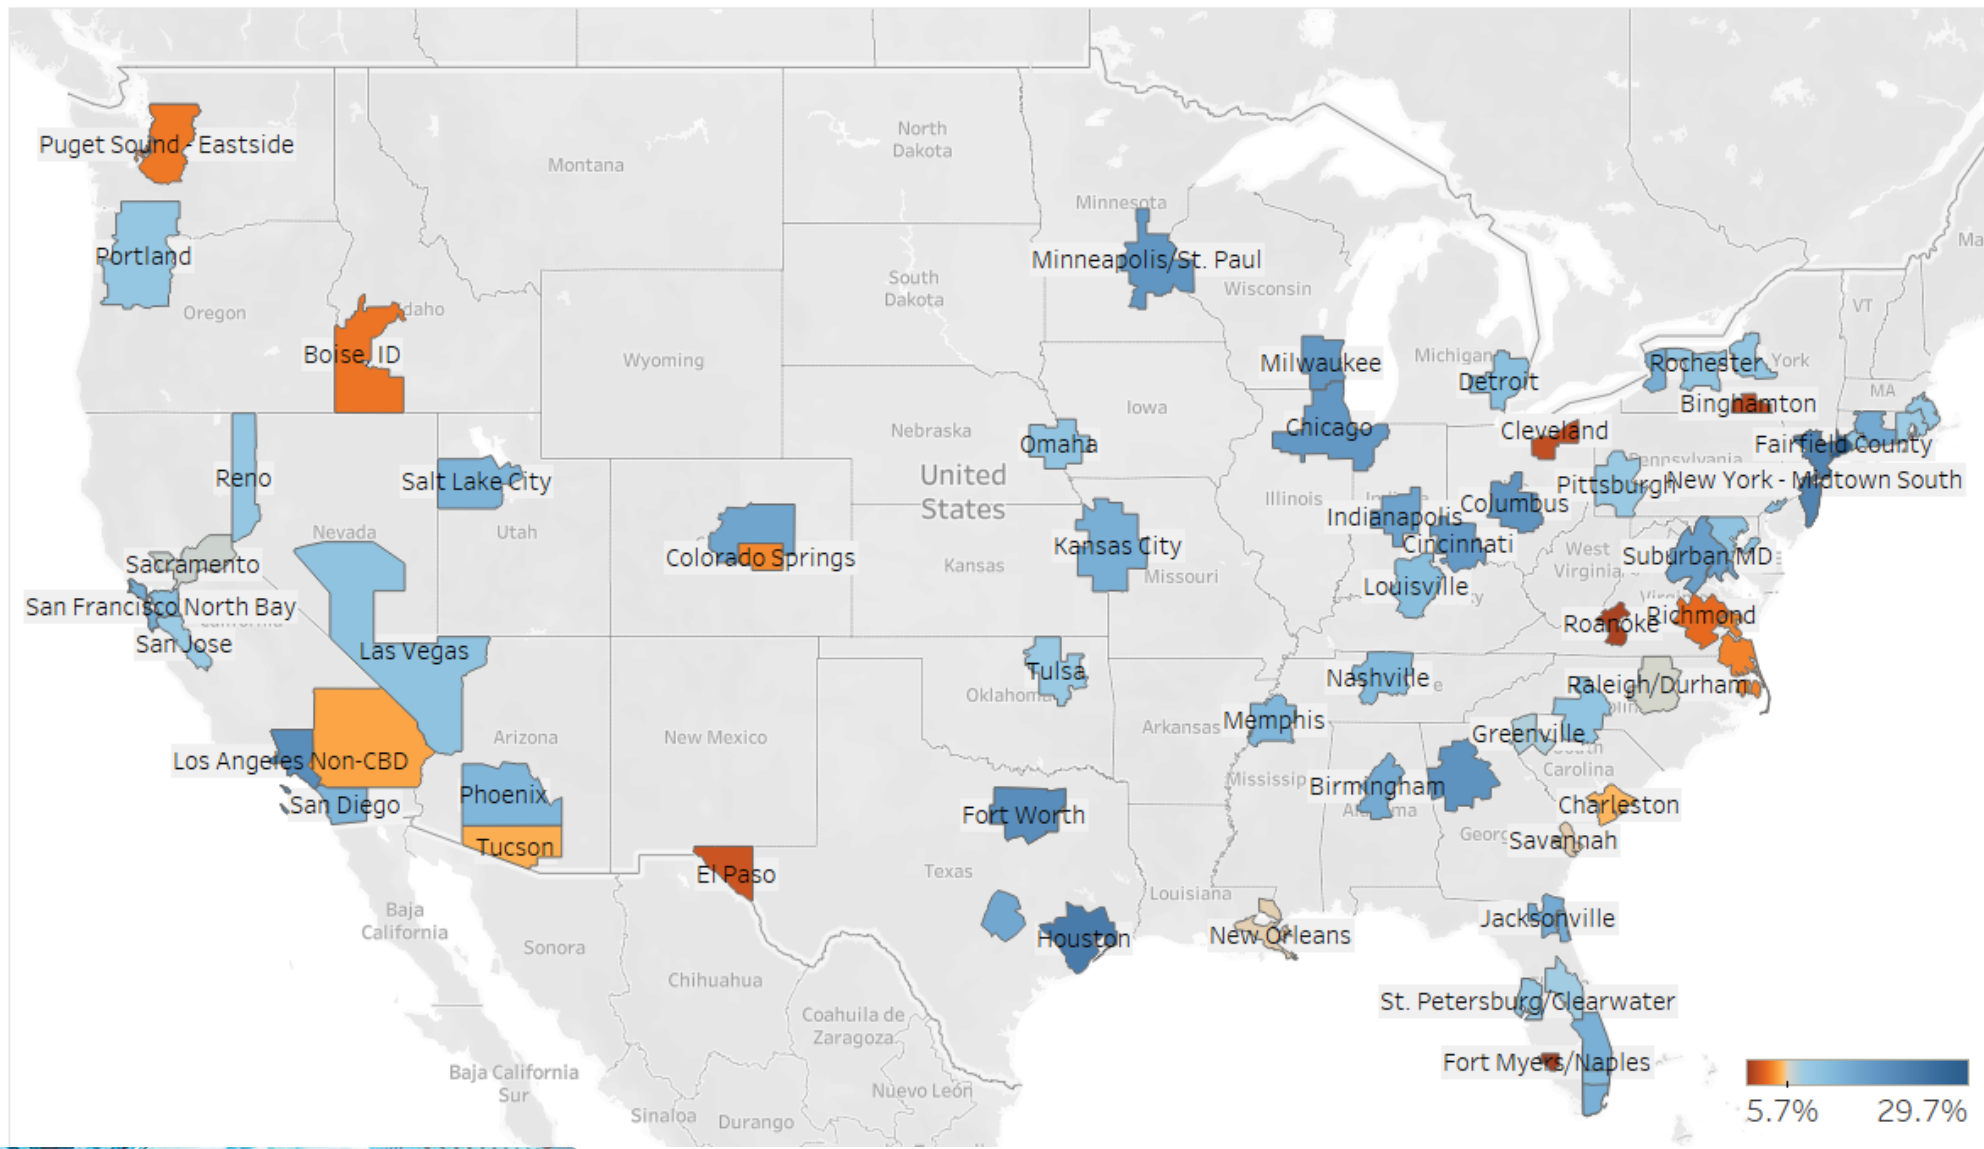 North
Dakota
Puget Sound - Eastside
Montana
Minnesota
Ma
Portland
Minneapolis/St. Paul
South
Dakota
Wisconsin
Oregon
Idaho
VT
Boise, ID
Wyoming
Milwaukee
Michigan
Detroit
Rochester
York
MA
Iowa
Binghamton
Chicago
Cleveland
Nebraska
Omaha
Fairfield County
Pennsylvania
Reno
Salt Lake City
United
States
Illinois
Pittsburgh
New York - Midtown South
Columbus
Indianapolis
Nevada
Utah
Colorado Springs
Kansas City
Cincinnati
Sacramento
Kansas
Missouri
West
Virginia
Suburban MD
Louisville
San Francisco North Bay
San Jose
Roanoke
Richmond
Las Vegas
Tulsa
Oklahoma
Nashville
Raleigh/Durham
Memphis
Arkansas
Arizona
New Mexico
Greenville
South
Carolina
Los Angeles Non-CBD
Mississip
Birmingham
San Diego
Phoenix
Fort Worth
Charleston
Georg
Savannah
Tucson
Texas
El Paso
Louisiana
Baja
California
Sonora
Houston
New Orleans
Jacksonville
Chihuahua
St. Petersburg/Clearwater
Coahuila de
Zaragoza
Fort Myers/Naples
Baja California
Sur
Nuevo León
Sinaloa
Durango
5.7%
29.7%